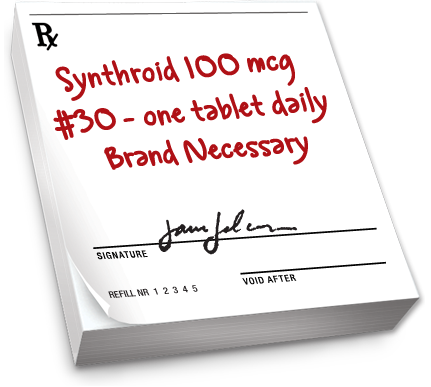 Rx
Synthroid 100 mcg
#30 - one tablet daily
Brand Necessary
SIGNATURE
REFILL NR 1 2 3 4 5
VOID AFTER